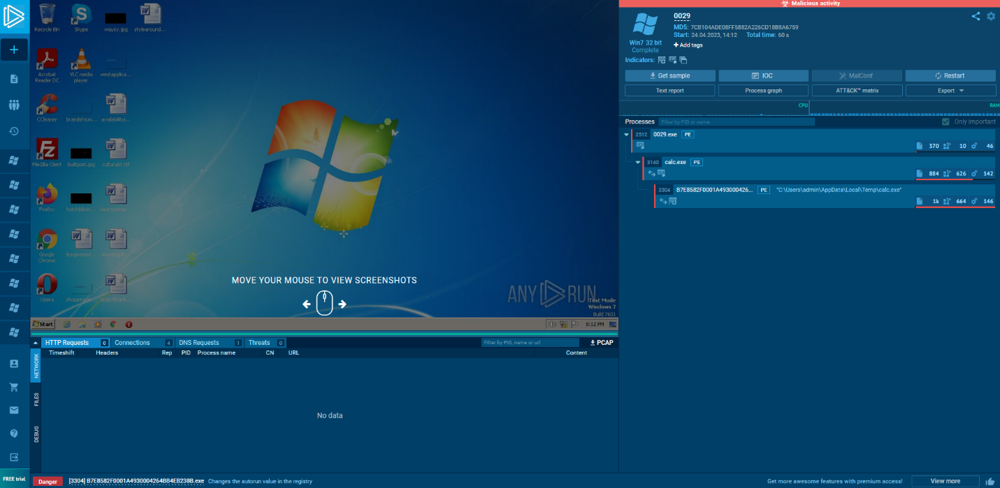 Malicious activity
0029
MD5: 7CB104ADE08FF5882A226CD18B8A6759
Start: 24.04.2023, 14:12 Total time: 60 s
Win7 32 bit
Complete
+ Add tags
Indicators:
Get sample IOC MalConf Restart
Text report Process graph ATT&CK™ matrix Export
CPU RAM
Processes Filter by PID or name Only important
2512 0029.exe PE
370 10 46
3140 calc.exe PE
884 626 142
3304 B7E8582F0001A493000426... PE "C:\Users\admin\AppData\Local\Temp\calc.exe"
1k 664 146
Recycle Bin Skype waysy.jpg stylearoun...
Acrobat Reader DC VLC media player westapplica...
CCleaner brandsfoun... availabilityi...
FileZilla Client builtport.jpg culturalist.rtf
Firefox
Google Chrome
Opera
MOVE YOUR MOUSE TO VIEW SCREENSHOTS
ANY RUN
Test Mode
Windows 7
Build 7601
Start 8:12 PM
HTTP Requests 0 Connections 4 DNS Requests 1 Threats 0 Filter by PID, name or url PCAP
Timeshift Headers Rep PID Process name CN URL Content
NETWORK
FILES
DEBUG
No data
FREE trial
Danger [3304] B7E8582F0001A4930004264BB4EB238B.exe Changes the autorun value in the registry
Get more awesome features with premium access! View more